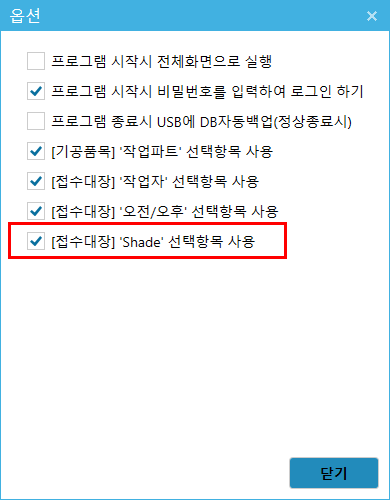 옵션
프로그램 시작시 전체화면으로 실행
프로그램 시작시 비밀번호를 입력하여 로그인 하기
프로그램 종료시 USB에 DB자동백업(정상종료시)
[기공품목] '작업파트' 선택항목 사용
[접수대장] '작업자' 선택항목 사용
[접수대장] '오전/오후' 선택항목 사용
[접수대장] 'Shade' 선택항목 사용
닫기